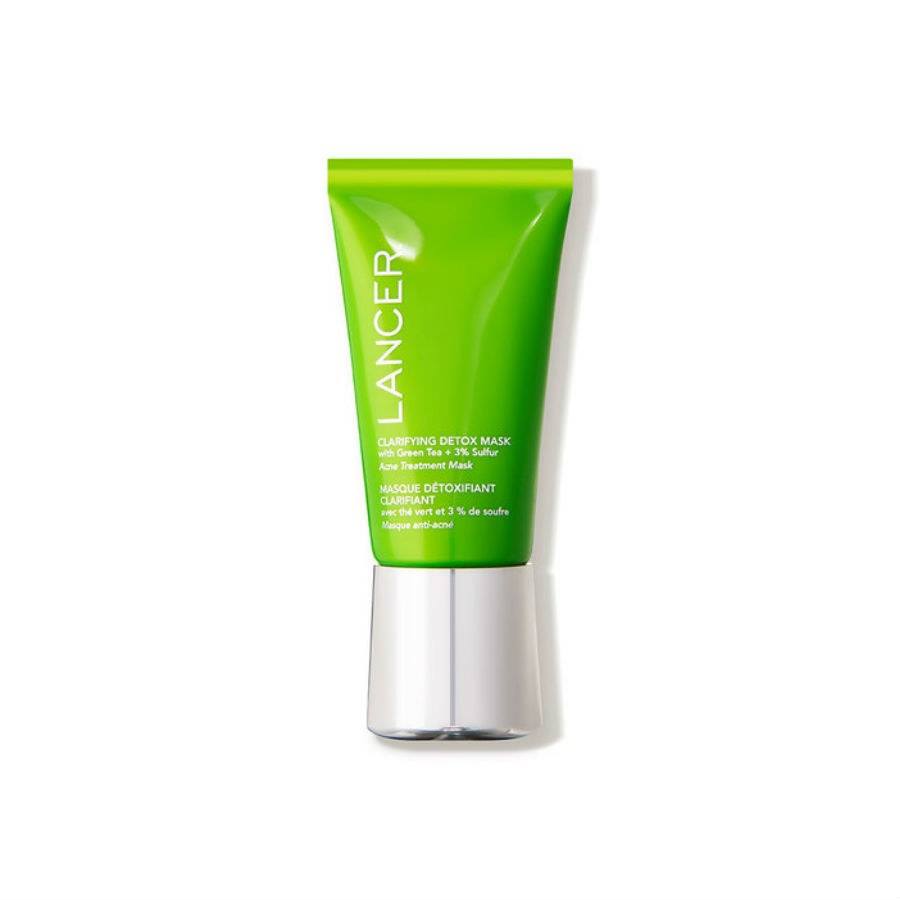 LANCER
CLARIFYING DETOX MASK
with Green Tea + 3% Sulfur
Acne Treatment Mask
MASQUE DÉTOXIFIANT
CLARIFIANT
avec thé vert et 3 % de soufre
Masque anti-acné